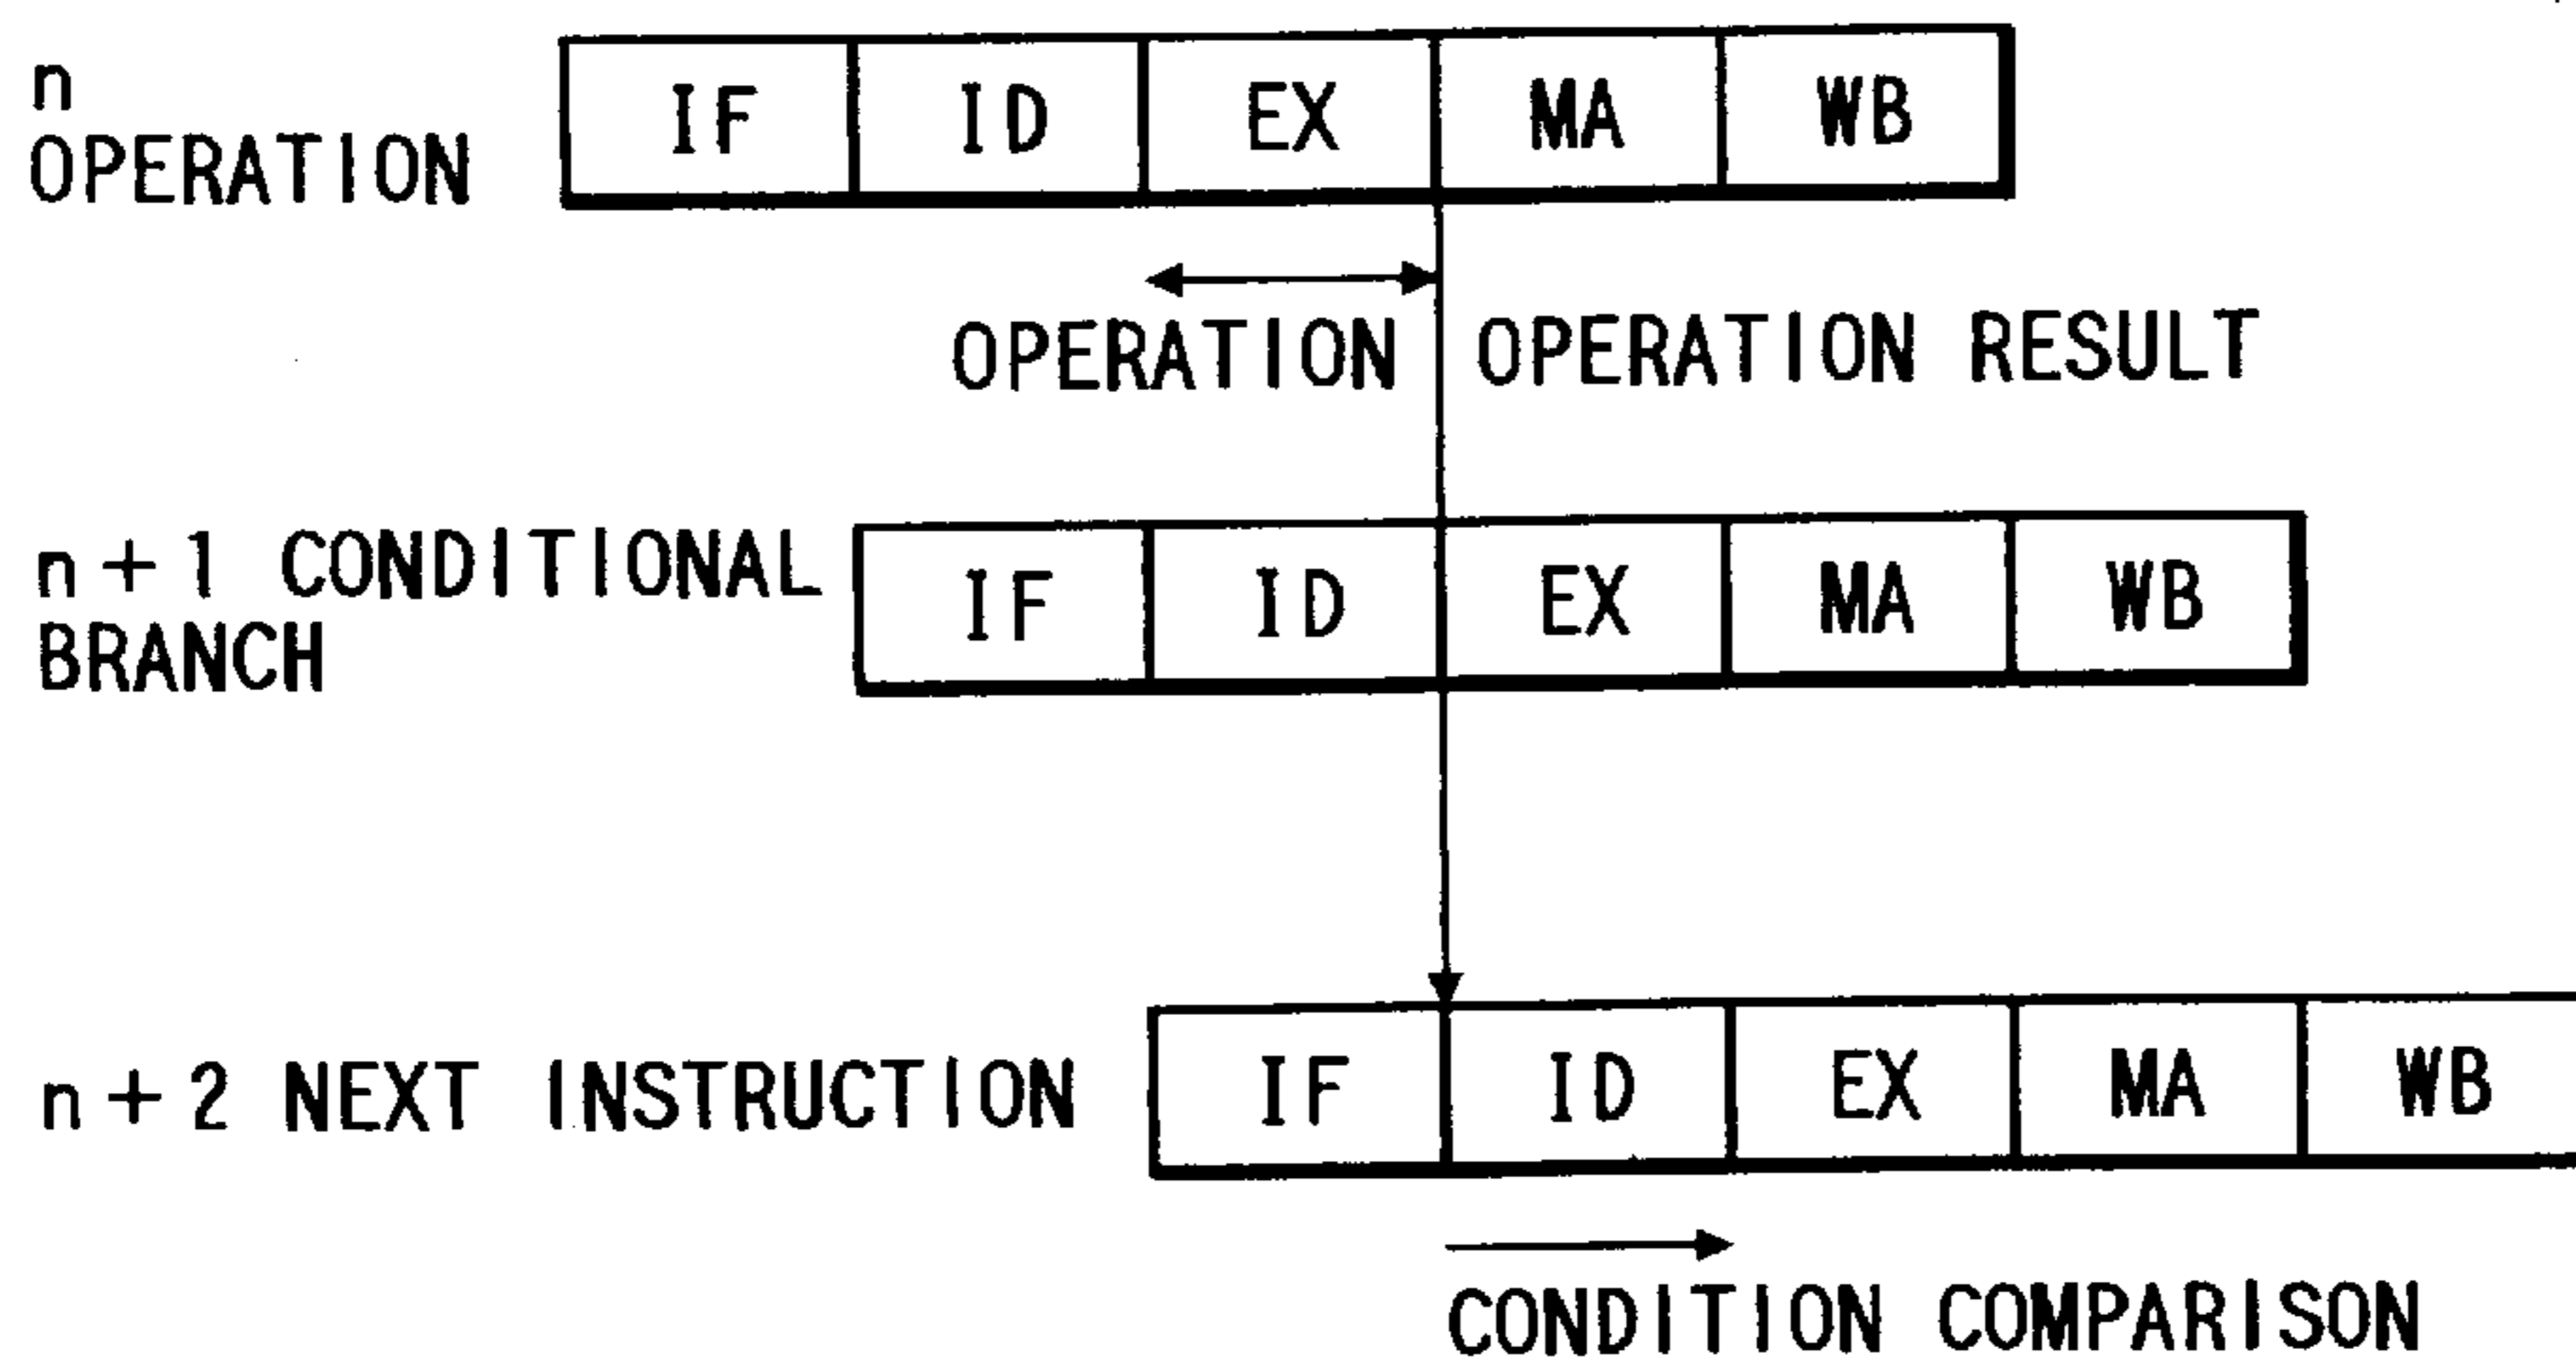 n
OPERATION
IF ID EX MA WB
OPERATION OPERATION RESULT
n+1 CONDITIONAL
BRANCH
IF ID EX MA WB
n+2 NEXT INSTRUCTION
IF ID EX MA WB
CONDITION COMPARISON